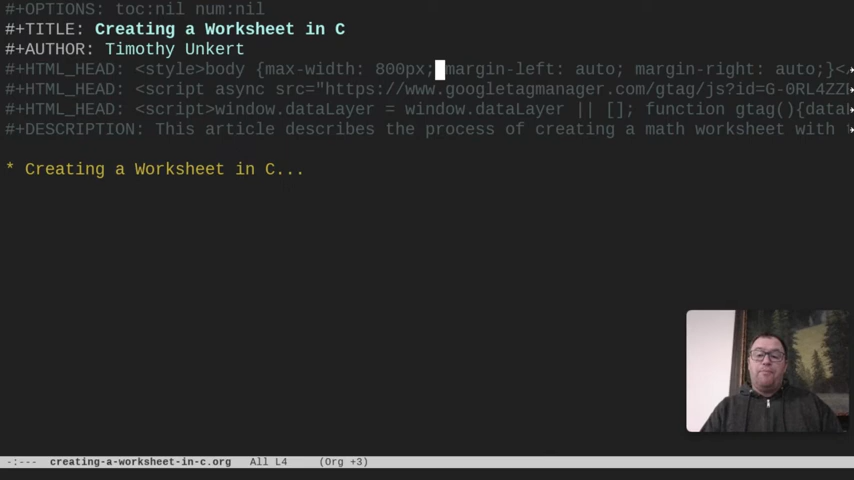 #+OPTIONS: toc:nil num:nil
#+TITLE: Creating a Worksheet in C
#+AUTHOR: Timothy Unkert
#+HTML_HEAD: <style>body {max-width: 800px; margin-left: auto; margin-right: auto;}<
#+HTML_HEAD: <script async src="https://www.googletagmanager.com/gtag/js?id=G-0RL4ZZ
#+HTML_HEAD: <script>window.dataLayer = window.dataLayer || []; function gtag(){data
#+DESCRIPTION: This article describes the process of creating a math worksheet with
* Creating a Worksheet in C...
-:--- creating-a-worksheet-in-c.org All L4 (Org +3)